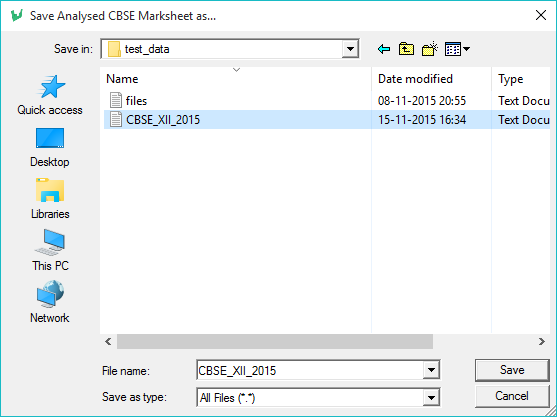 Save Analysed CBSE Marksheet as...
Save in: test_data
Name Date modified Type
files 08-11-2015 20:55 Text Docu
CBSE_XII_2015 15-11-2015 16:34 Text Docu
Quick access
Desktop
Libraries
This PC
Network
File name: CBSE_XII_2015 Save
Save as type: All Files (*.*) Cancel